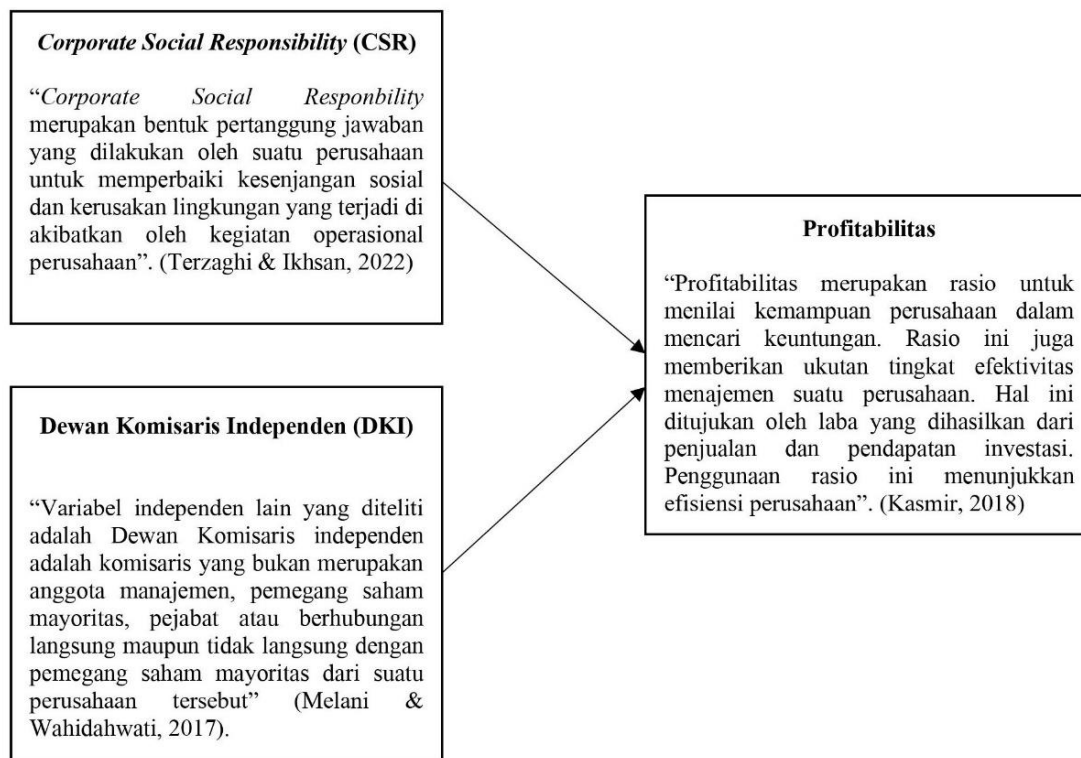 Corporate Social Responsibility (CSR)
“Corporate Social Responbility
merupakan bentuk pertanggung jawaban
yang dilakukan oleh suatu perusahaan
untuk memperbaiki kesenjangan sosial
dan kerusakan lingkungan yang terjadi di
akibatkan oleh kegiatan operasional
perusahaan”. (Terzaghi & Ikhsan, 2022)
Dewan Komisaris Independen (DKI)
“Variabel independen lain yang diteliti
adalah Dewan Komisaris independen
adalah komisaris yang bukan merupakan
anggota manajemen, pemegang saham
mayoritas, pejabat atau berhubungan
langsung maupun tidak langsung dengan
pemegang saham mayoritas dari suatu
perusahaan tersebut” (Melani &
Wahidahwati, 2017).
Profitabilitas
“Profitabilitas merupakan rasio untuk
menilai kemampuan perusahaan dalam
mencari keuntungan. Rasio ini juga
memberikan ukutan tingkat efektivitas
menajemen suatu perusahaan. Hal ini
ditujukan oleh laba yang dihasilkan dari
penjualan dan pendapatan investasi.
Penggunaan rasio ini menunjukkan
efisiensi perusahaan”. (Kasmir, 2018)